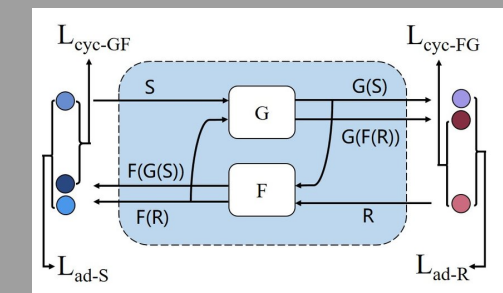 L_cyc-GF
L_cyc-FG
S
G
G(S)
G(F(R))
F(G(S))
F
F(R)
R
L_ad-S
L_ad-R